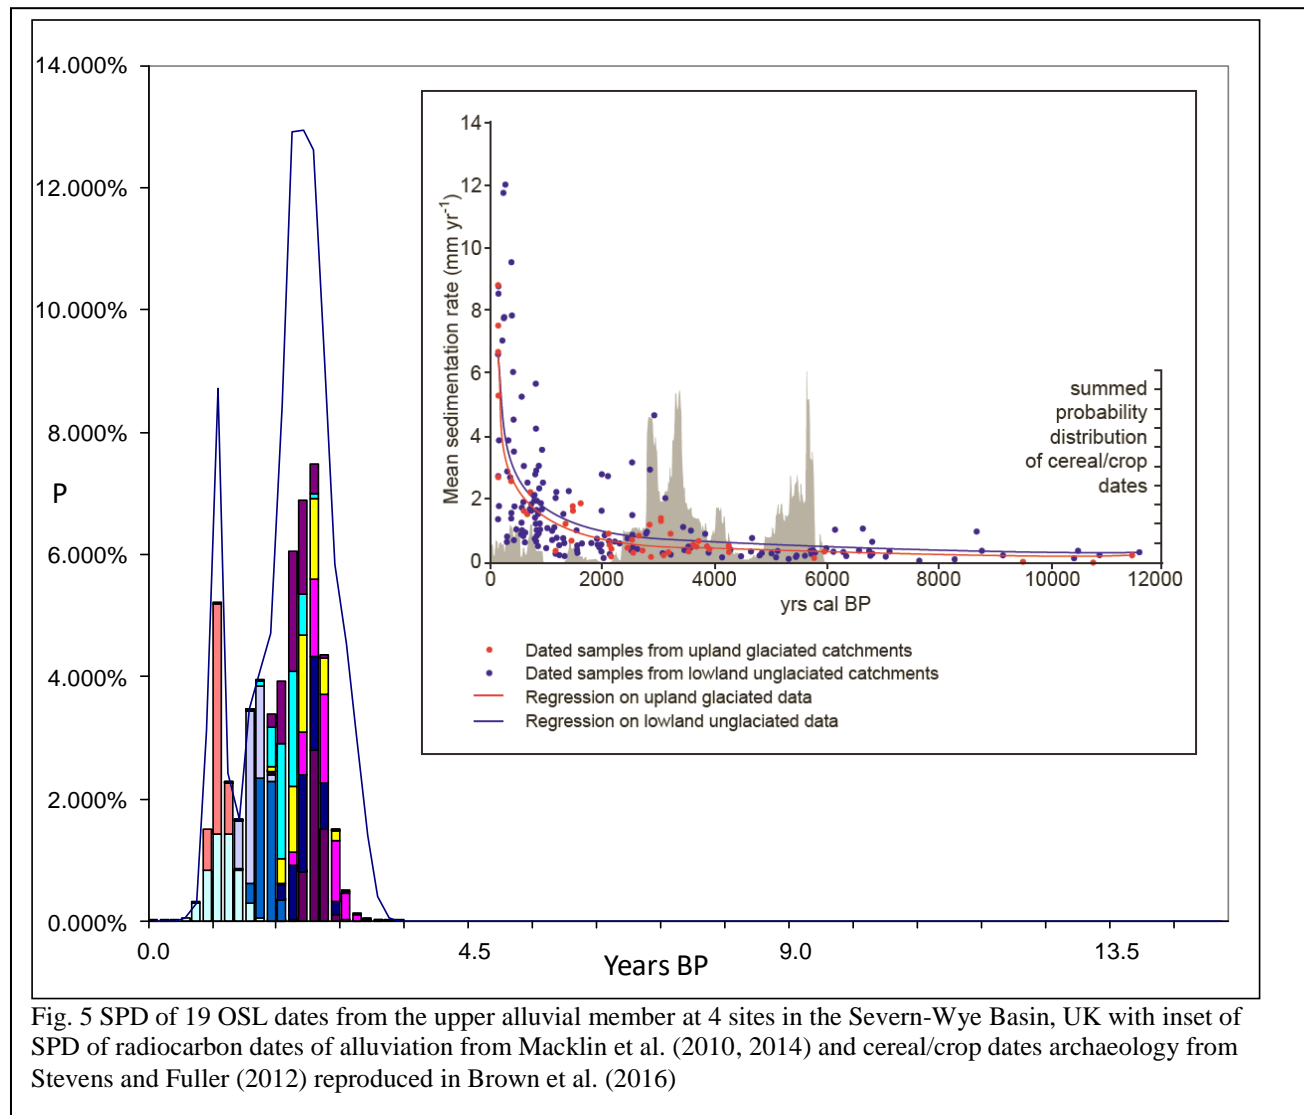 14.000%
12.000%
10.000%
8.000%
P
6.000%
4.000%
2.000%
0.000%
0.0
4.5
9.0
13.5
Years BP
14
12
10
8
6
4
2
0
Mean sedimentation rate (mm yr-1)
0
2000
4000
6000
8000
10000
12000
yrs cal BP
summed
probability
distribution
of cereal/crop
dates
Dated samples from upland glaciated catchments
Dated samples from lowland unglaciated catchments
Regression on upland glaciated data
Regression on lowland unglaciated data
Fig. 5 SPD of 19 OSL dates from the upper alluvial member at 4 sites in the Severn-Wye Basin, UK with inset of
SPD of radiocarbon dates of alluviation from Macklin et al. (2010, 2014) and cereal/crop dates archaeology from
Stevens and Fuller (2012) reproduced in Brown et al. (2016)